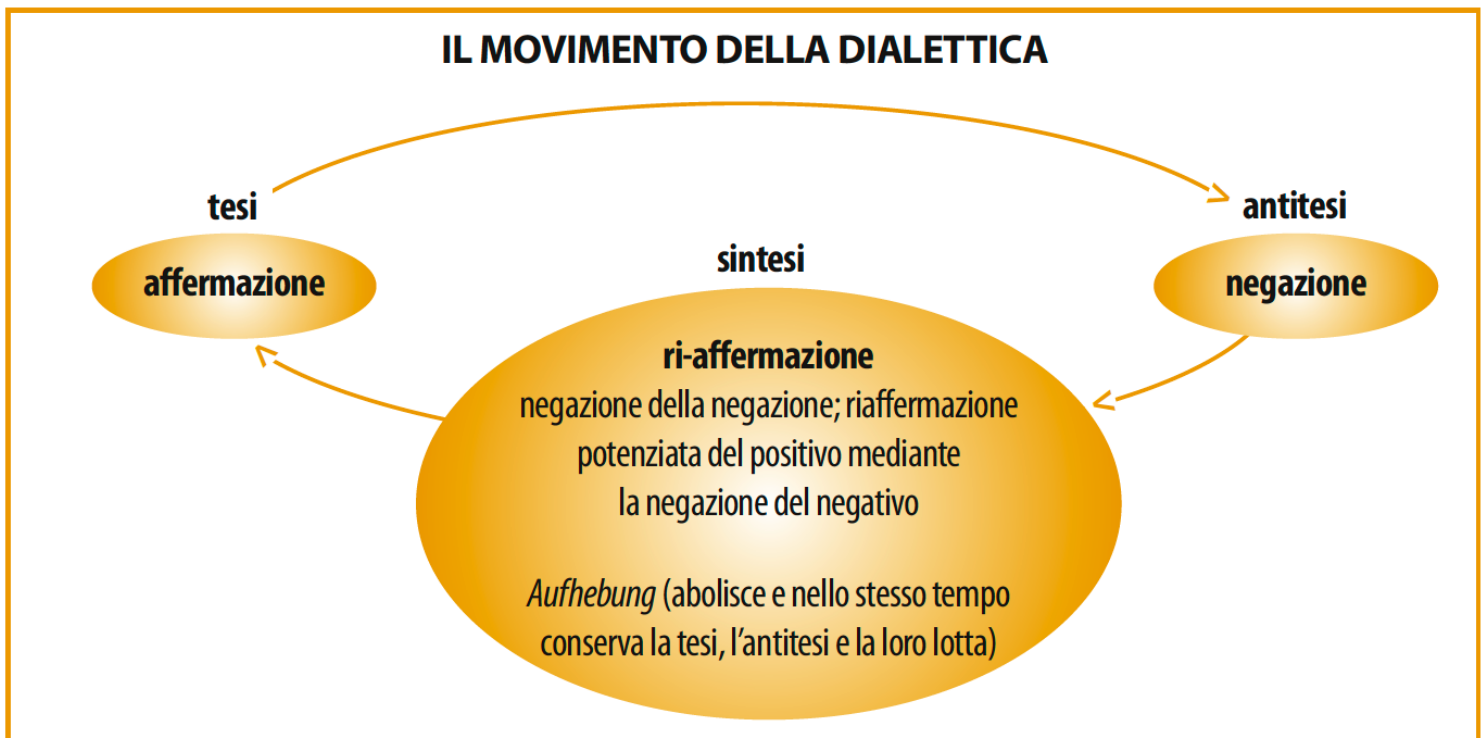 IL MOVIMENTO DELLA DIALETTICA
tesi
affermazione
antitesi
negazione
sintesi
ri-affermazione
negazione della negazione; riaffermazione
potenziata del positivo mediante
la negazione del negativo
Aufhebung (abolisce e nello stesso tempo
conserva la tesi, l’antitesi e la loro lotta)